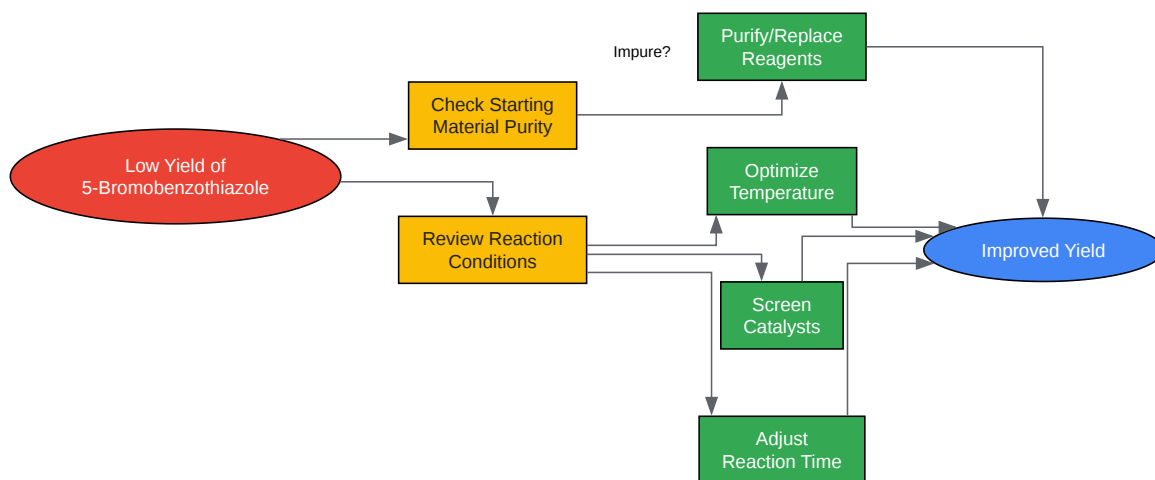 Impure?
Purify/Replace
Reagents
Check Starting
Material Purity
Low Yield of
5-Bromobenzothiazole
Optimize
Temperature
Review Reaction
Conditions
Improved Yield
Screen
Catalysts
Adjust
Reaction Time